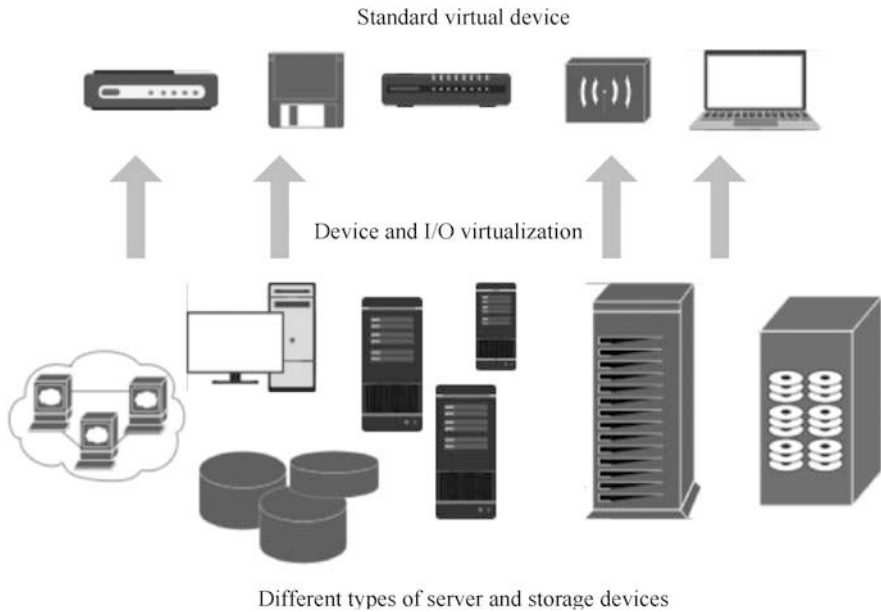 Standard virtual device
Device and I/O virtualization
Different types of server and storage devices